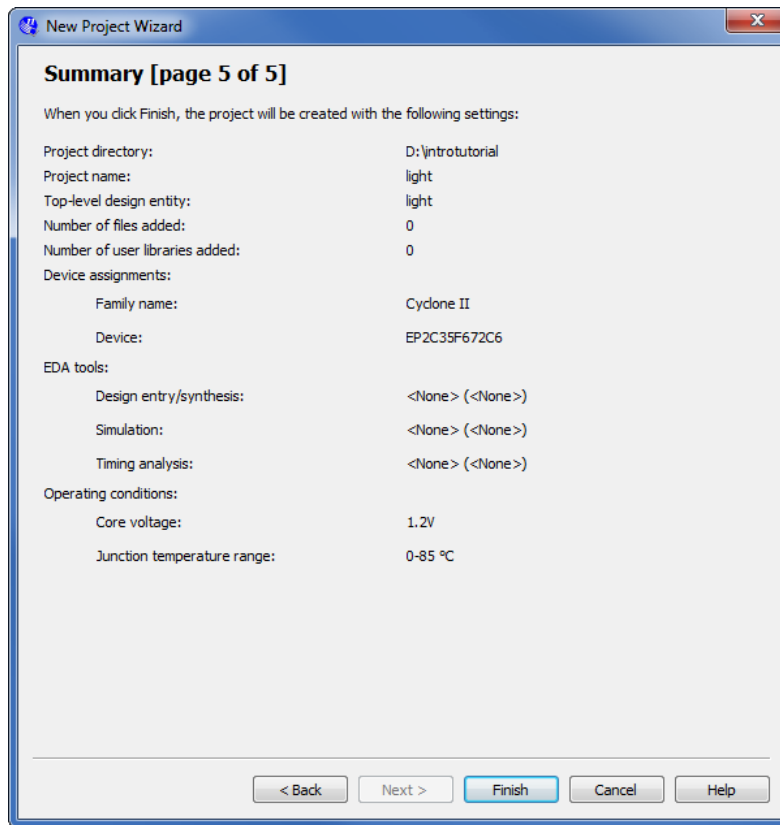 New Project Wizard
Summary [page 5 of 5]
When you click Finish, the project will be created with the following settings:
Project directory: D:\introtutorial
Project name: light
Top-level design entity: light
Number of files added: 0
Number of user libraries added: 0
Device assignments:
Family name: Cyclone II
Device: EP2C35F672C6
EDA tools:
Design entry/synthesis: <None> (<None>)
Simulation: <None> (<None>)
Timing analysis: <None> (<None>)
Operating conditions:
Core voltage: 1.2V
Junction temperature range: 0-85 ºC
< Back Next > Finish Cancel Help